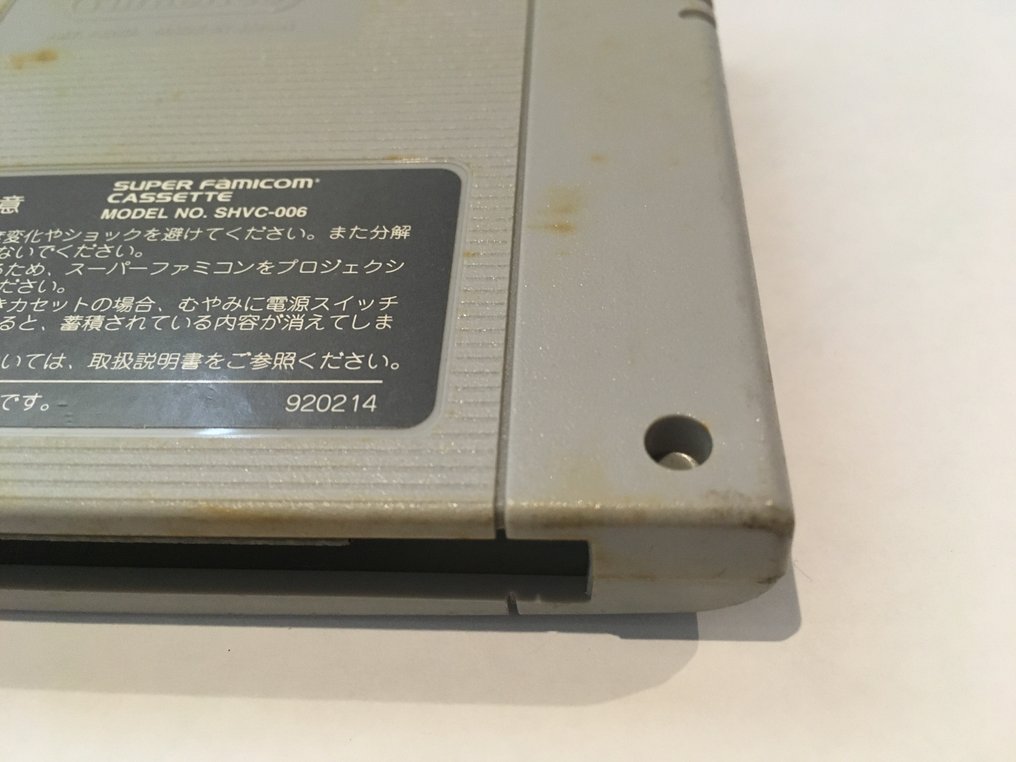 意
SUPER FAMICOM
CASSETTE
MODEL NO. SHVC-006
変化やショックを避けてください。また分解
ないでください。
ため、スーパーファミコンをプロジェクシ
ださい。
きカセットの場合、むやみに電源スイッチ
ると、蓄積されている内容が消えてしま
いては、取扱説明書をご参照ください。
です。
920214